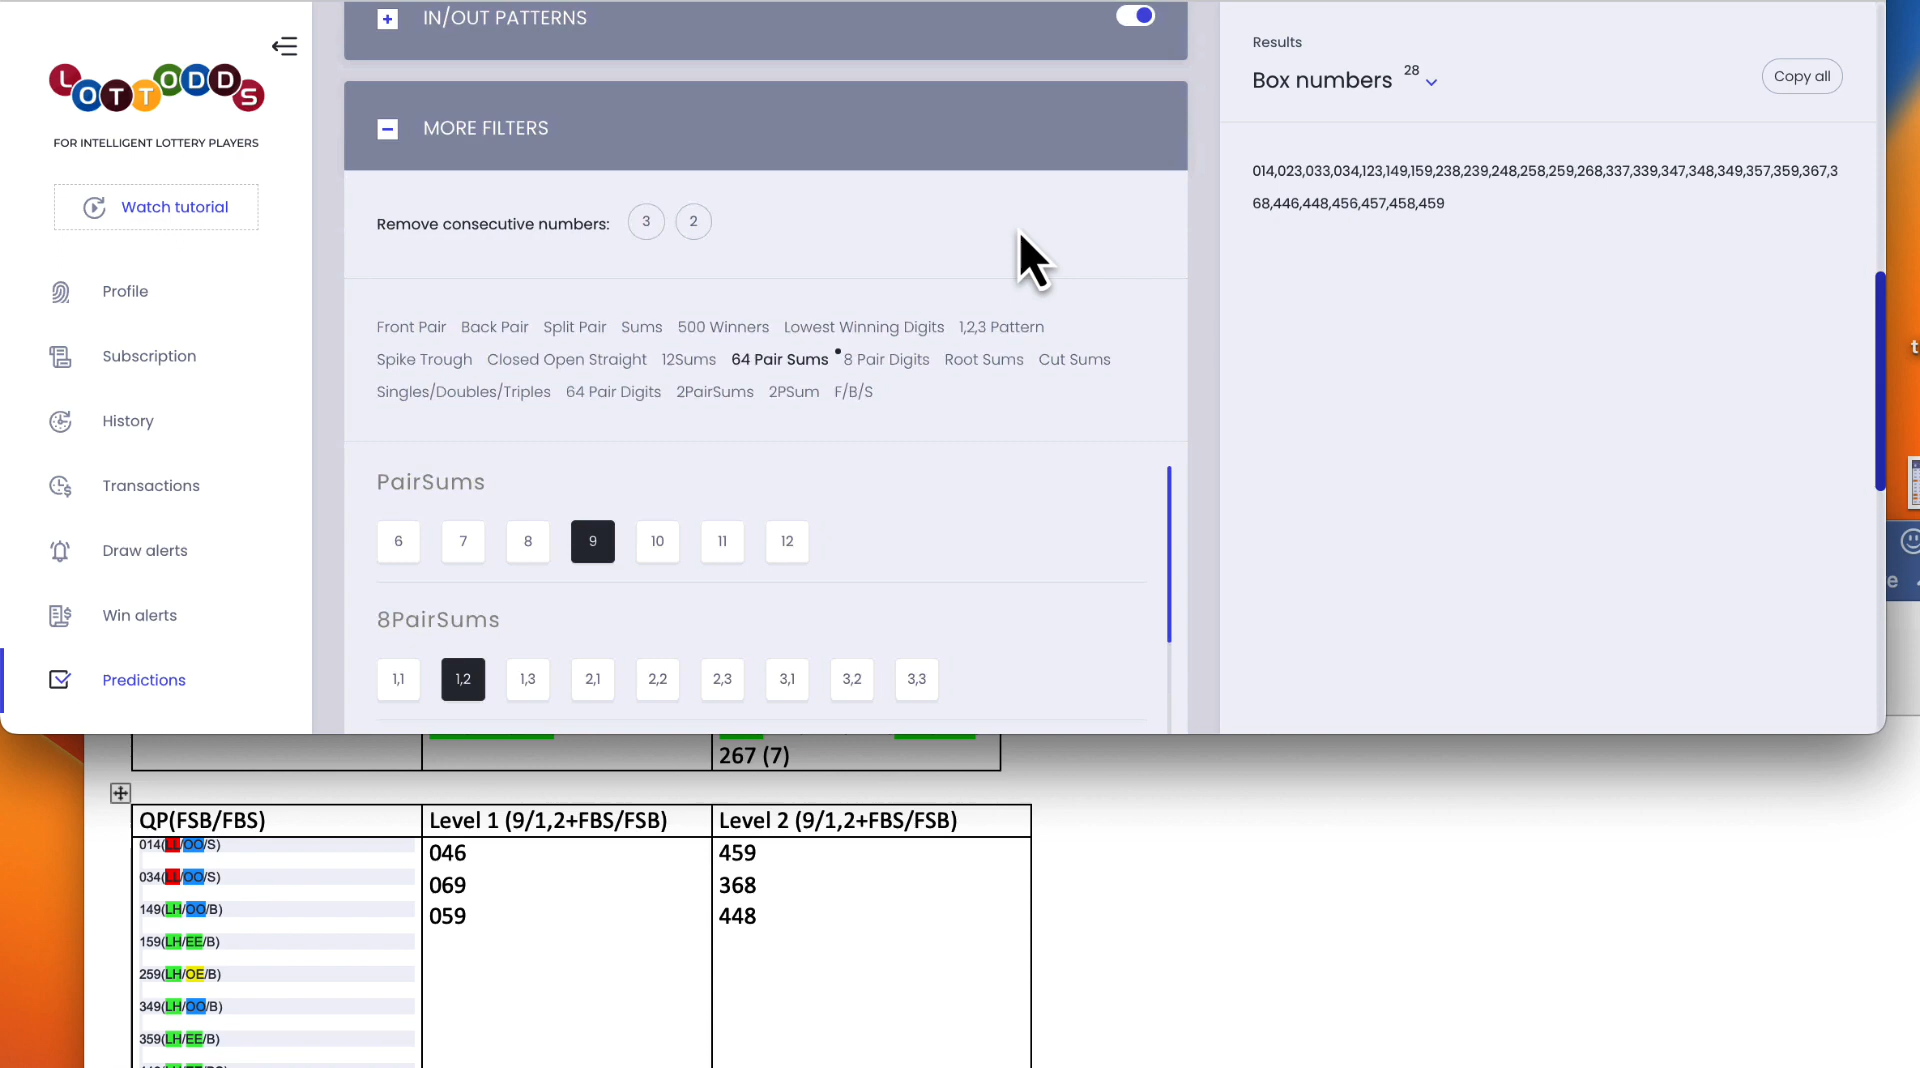 LOTTODDS
FOR INTELLIGENT LOTTERY PLAYERS
Watch tutorial
Profile
Subscription
History
Transactions
Draw alerts
Win alerts
Predictions
IN/OUT PATTERNS
MORE FILTERS
Remove consecutive numbers: 3 2
Front Pair Back Pair Split Pair Sums 500 Winners Lowest Winning Digits 1,2,3 Pattern
Spike Trough Closed Open Straight 12Sums 64 Pair Sums 8 Pair Digits Root Sums Cut Sums
Singles/Doubles/Triples 64 Pair Digits 2PairSums 2PSum F/B/S
PairSums
6 7 8 9 10 11 12
8PairSums
1,1 1,2 1,3 2,1 2,2 2,3 3,1 3,2 3,3
Results
Box numbers 28
Copy all
014,023,033,034,123,149,159,238,239,248,258,259,268,337,339,347,348,349,357,359,367,3
68,446,448,456,457,458,459
t
e
267 (7)
QP(FSB/FBS) Level 1 (9/1,2+FBS/FSB) Level 2 (9/1,2+FBS/FSB)
014(LL/OO/S) 046 459
034(LL/OO/S) 069 368
149(LH/OO/B) 059 448
159(LH/EE/B)
259(LH/OE/B)
349(LH/OO/B)
359(LH/EE/B)